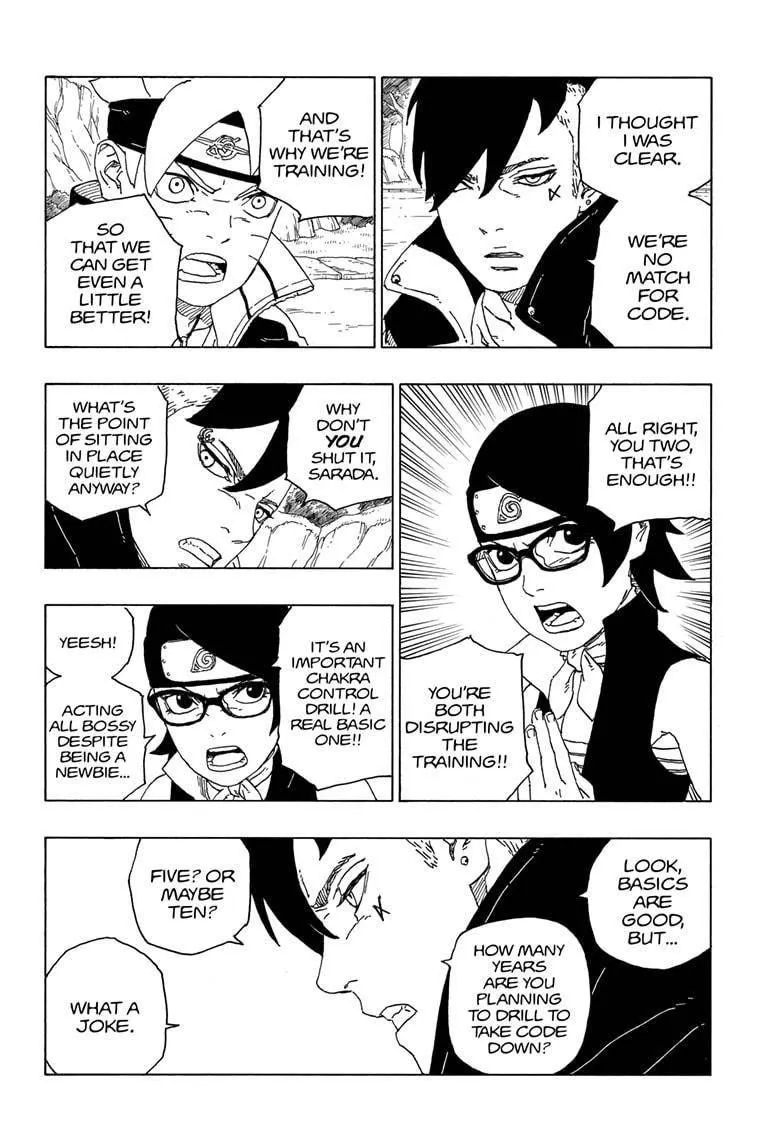 I THOUGHT
I WAS
CLEAR.
WE'RE
NO
MATCH
FOR
CODE.
AND
THAT'S
WHY WE'RE
TRAINING!
SO
THAT WE
CAN GET
EVEN A
LITTLE
BETTER!
ALL RIGHT,
YOU TWO,
THAT'S
ENOUGH!!
YOU'RE
BOTH
DISRUPTING
THE
TRAINING!!
WHY
DON'T
YOU
SHUT IT,
SARADA.
WHAT'S
THE POINT
OF SITTING
IN PLACE
QUIETLY
ANYWAY?
IT'S AN
IMPORTANT
CHAKRA
CONTROL
DRILL! A
REAL BASIC
ONE!!
YEESH!
ACTING
ALL BOSSY
DESPITE
BEING A
NEWBIE...
LOOK,
BASICS
ARE
GOOD,
BUT...
HOW MANY
YEARS
ARE YOU
PLANNING
TO DRILL TO
TAKE CODE
DOWN?
FIVE? OR
MAYBE
TEN?
WHAT A
JOKE.